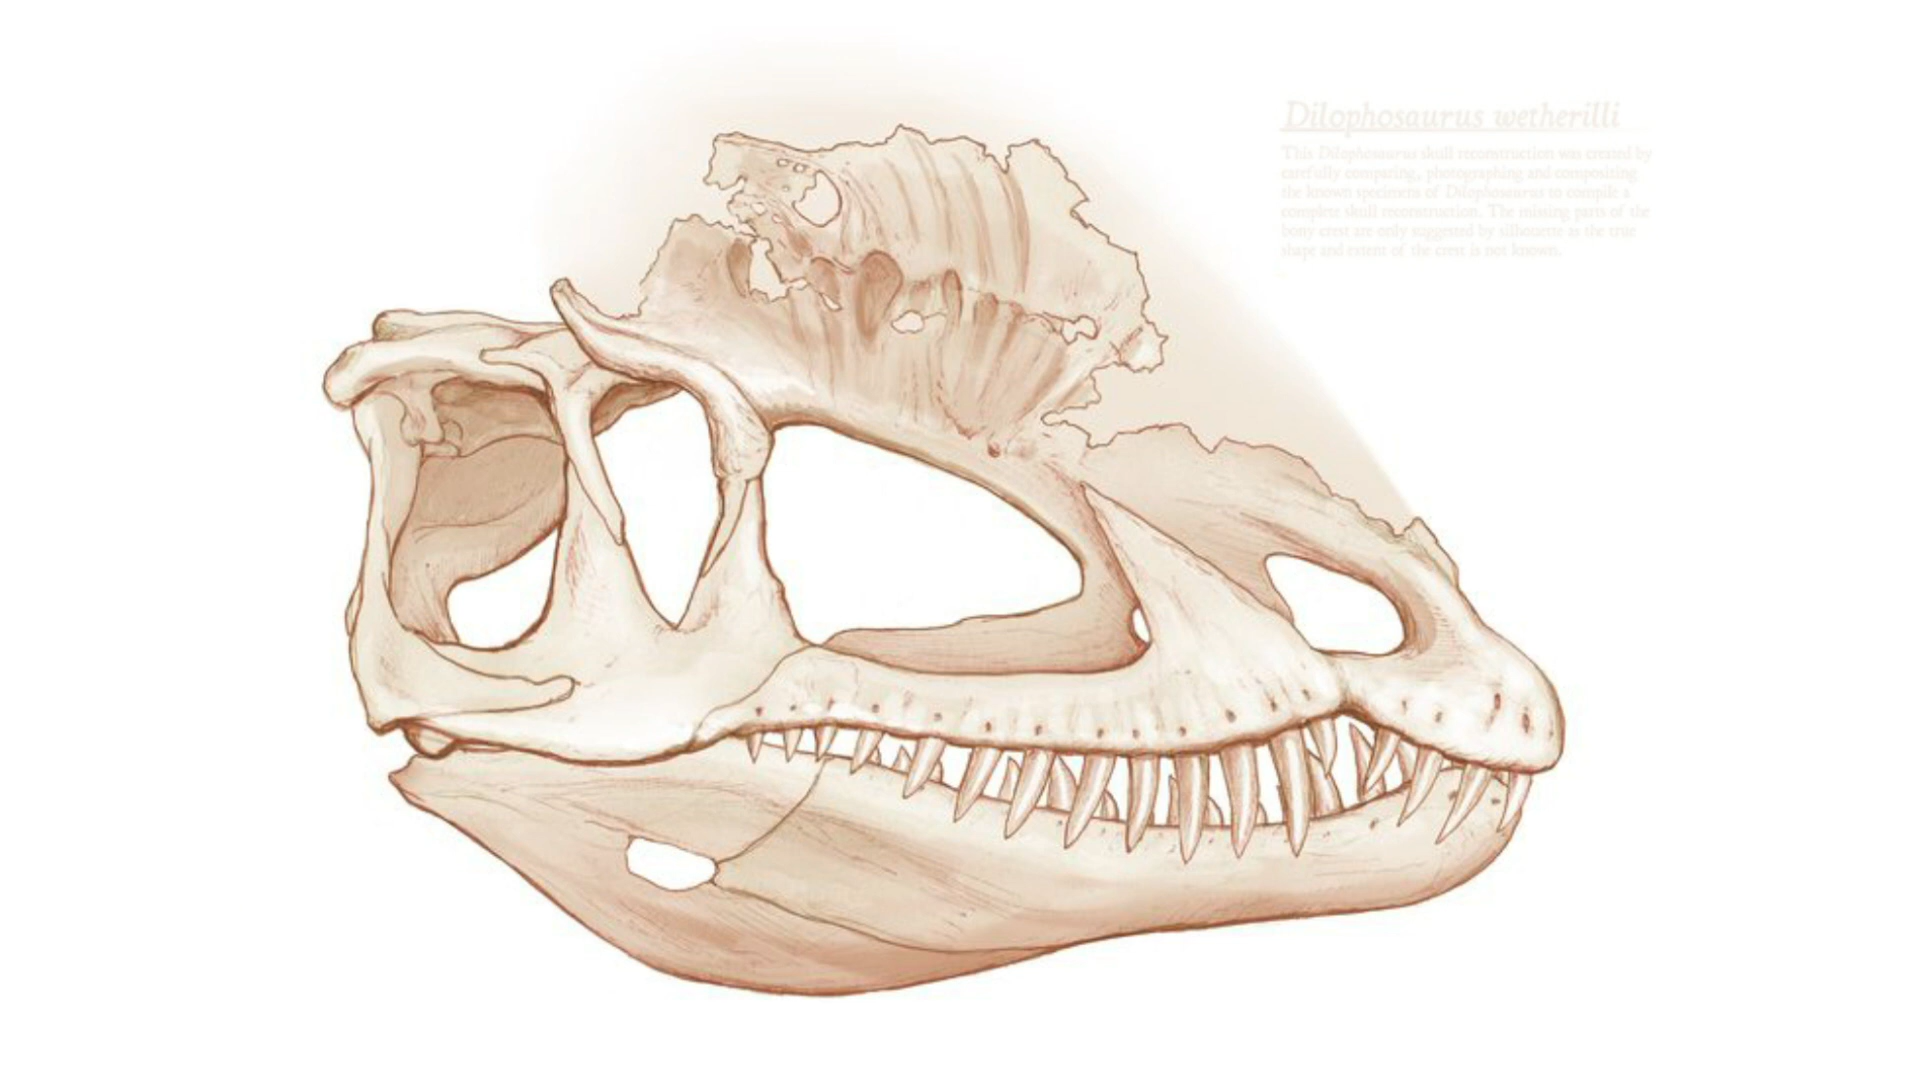 Dilophosaurus wetherilli
This Dilophosaurus skull reconstruction was created by
carefully comparing, photographing and compositing
the known specimens of Dilophosaurus to compile a
complete skull reconstruction. The missing parts of the
bony crest are only suggested by silhouette as the true
shape and extent of the crest is not known.